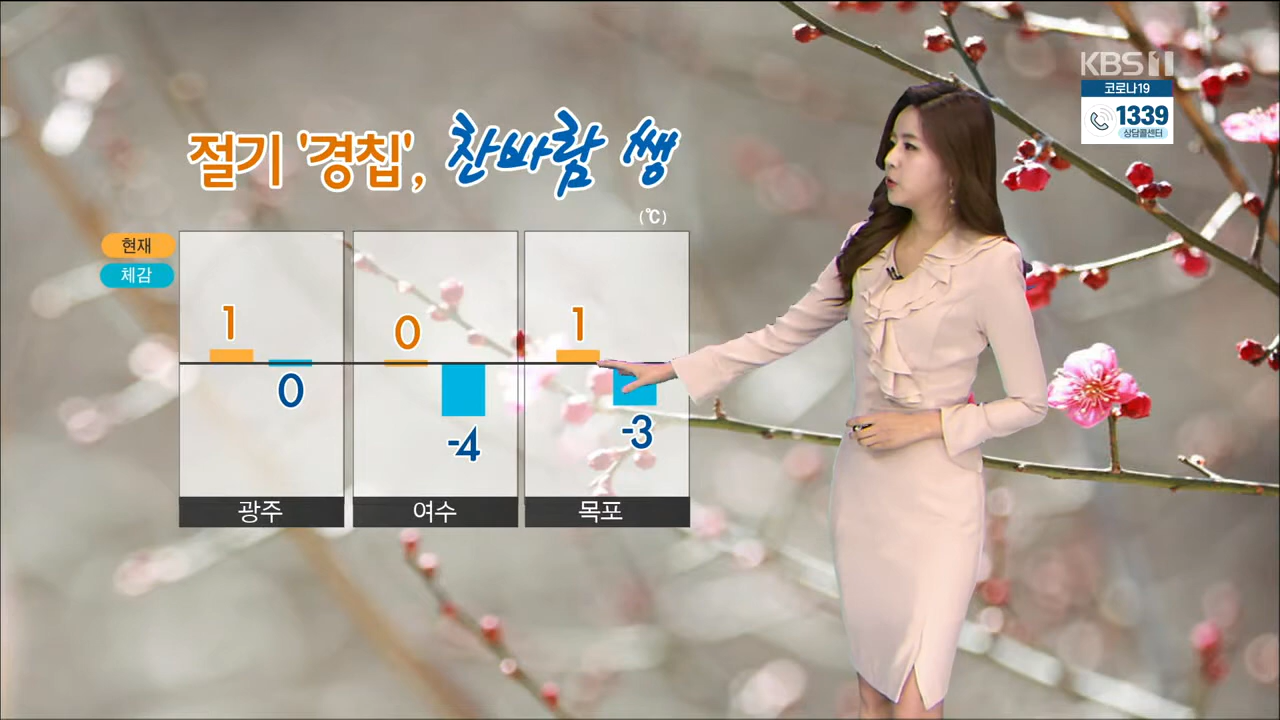 KBS 1
코로나19
1339
상담콜센터
절기 '경칩', 찬바람 쌩
(℃)
현재
체감
1
0
0
-4
1
-3
광주
여수
목포